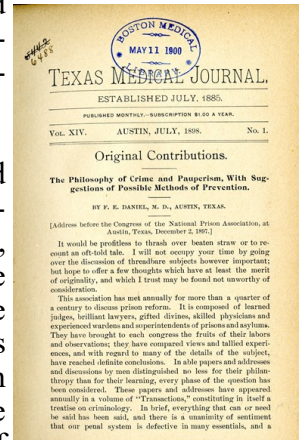 BOSTON MEDICAL
MAY 11 1900
LIBRARY
TEXAS MEDICAL JOURNAL.
ESTABLISHED JULY, 1885.
PUBLISHED MONTHLY.—SUBSCRIPTION $1.00 A YEAR.
VOL. XIV. AUSTIN, JULY, 1898. No. 1.
Original Contributions.
The Philosophy of Crime and Pauperism, With Sug-
gestions of Possible Methods of Prevention.
BY F. E. DANIEL, M. D., AUSTIN, TEXAS.
[Address before the Congress of the National Prison Association, at
Austin, Texas, December 2, 1897.]
It would be profitless to thrash over beaten straw or to re-
count an oft-told tale. I will not occupy your time by going
over the discussion of threndbare subjects however important;
but hope to offer a few thoughts which have at least the merit
of originality, and which I trust may be found not unworthy of
consideration.
This association has met annually for more than a quarter of
a century to discuss prison reform. It is composed of learned
judges, brilliant lawyers, gifted divines, skilled physicians and
experienced wardens and superintendents of prisons and asylums.
They have brought to each congress the fruits of their labors
and observations; they have compared views and tallied experi-
ences, and with regard to many of the details of the subject,
have reached definite conclusions. In able papers and addresses
and discussions by men distinguished no less for their philan-
thropy than for their learning, every phase of the question has
been considered. These papers and addresses have appeared
annually in a volume of "Transactions," constituting in itself a
treatise on criminology. In brief, everything that can or need
be said has been said, and there is a unanimity of sentiment
that our penal system is defective in many essentials, and a